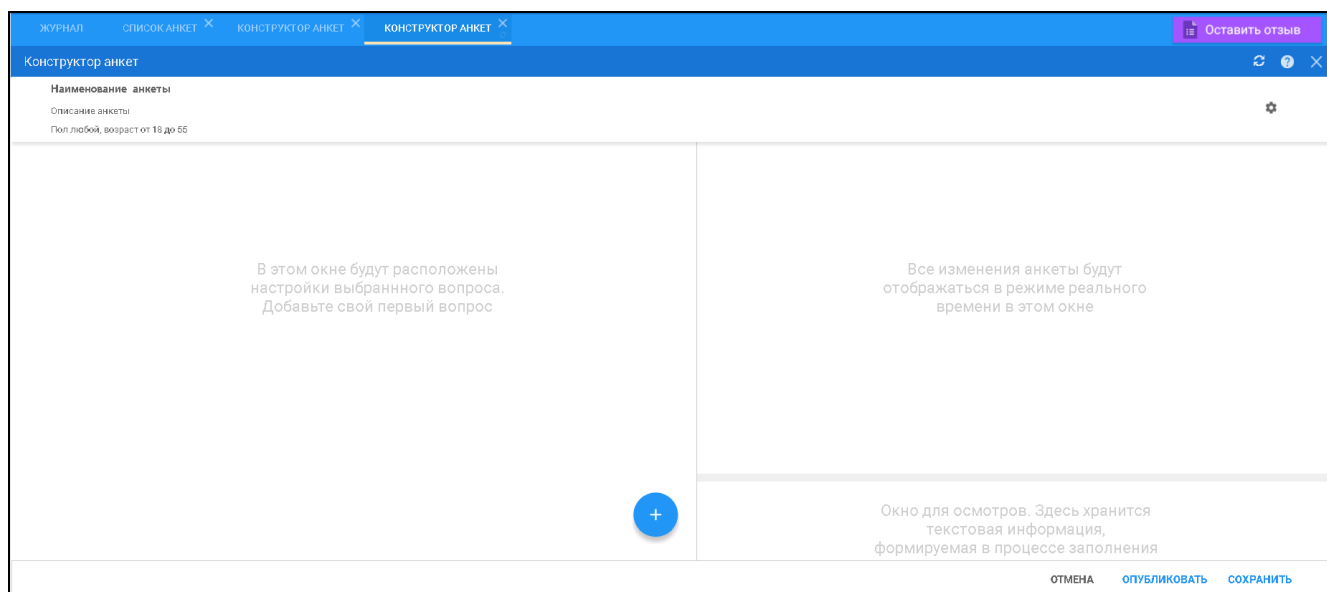 ЖУРНАЛ СПИСОК АНКЕТ КОНСТРУКТОР АНКЕТ КОНСТРУКТОР АНКЕТ Оставить отзыв
Конструктор анкет
Наименование анкеты
Описание анкеты
Пол любой, возраст от 18 до 55
В этом окне будут расположены
настройки выбраннного вопроса.
Добавьте свой первый вопрос
Все изменения анкеты будут
отображаться в режиме реального
времени в этом окне
Окно для осмотров. Здесь хранится
текстовая информация,
формируемая в процессе заполнения
ОТМЕНА ОПУБЛИКОВАТЬ СОХРАНИТЬ